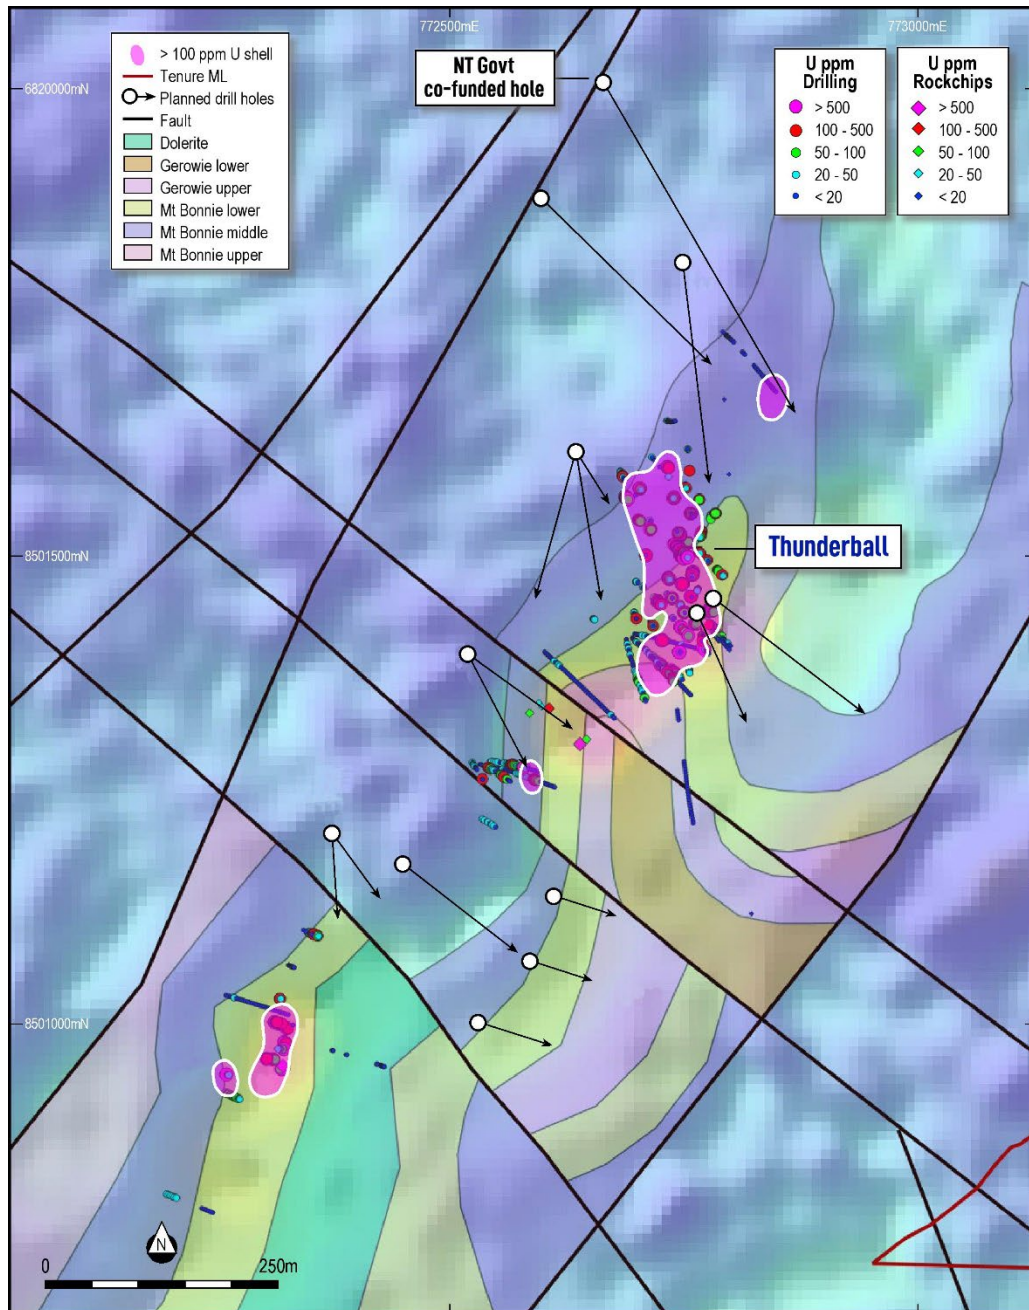 772500mE
773000mE
6820000mN
8501500mN
8501000mN
> 100 ppm U shell
Tenure ML
Planned drill holes
Fault
Dolerite
Gerowie lower
Gerowie upper
Mt Bonnie lower
Mt Bonnie middle
Mt Bonnie upper
NT Govt
co-funded hole
U ppm
Drilling
> 500
100 - 500
50 - 100
20 - 50
< 20
U ppm
Rockchips
> 500
100 - 500
50 - 100
20 - 50
< 20
Thunderball
N
0
250m